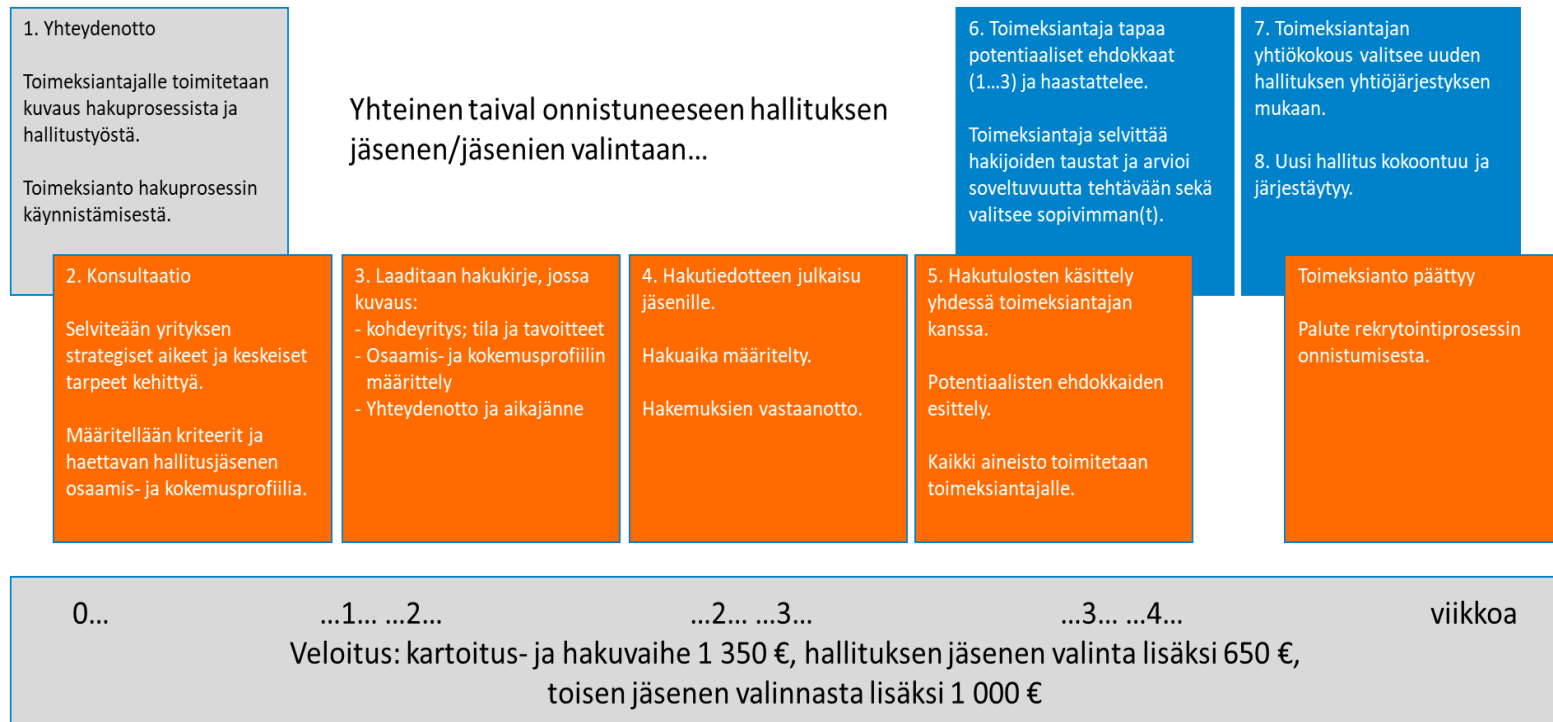 1. Yhteydenotto
Toimeksiantajalle toimitetaan
kuvaus hakuprosessista ja
hallitustyöstä.
Toimeksianto hakuprosessin
käynnistämisestä.
Yhteinen taival onnistuneeseen hallituksen
jäsenen/jäsenien valintaan...
6. Toimeksiantaja tapaa
potentiaaliset ehdokkaat
(1...3) ja haastattelee.
Toimeksiantaja selvittää
hakijoiden taustat ja arvioi
soveltuvuutta tehtävään sekä
valitsee sopivimman(t).
7. Toimeksiantajan
yhtiökokous valitsee uuden
hallituksen yhtiöjärjestyksen
mukaan.
8. Uusi hallitus kokoontuu ja
järjestäytyy.
2. Konsultaatio
Selviteään yrityksen
strategiset aikeet ja keskeiset
tarpeet kehittyä.
Määritellään kriteerit ja
haettavan hallitusjäsenen
osaamis- ja kokemusprofiilia.
3. Laaditaan hakukirje, jossa
kuvaus:
- kohdeyritys; tila ja tavoitteet
- Osaamis- ja kokemusprofiilin
määrittely
- Yhteydenotto ja aikajänne
4. Hakutiedotteen julkaisu
jäsenille.
Hakuaika määritelty.
Hakemuksien vastaanotto.
5. Hakutulosten käsittely
yhdessä toimeksiantajan
kanssa.
Potentiaalisten ehdokkaiden
esittely.
Kaikki aineisto toimitetaan
toimeksiantajalle.
Toimeksianto päättyy
Palute rekrytointiprosessin
onnistumisesta.
0... ...1... ...2... ...2... ...3... ...3... ...4... viikkoa
Veloitus: kartoitus- ja hakuvaihe 1 350 €, hallituksen jäsenen valinta lisäksi 650 €,
toisen jäsenen valinnasta lisäksi 1 000 €